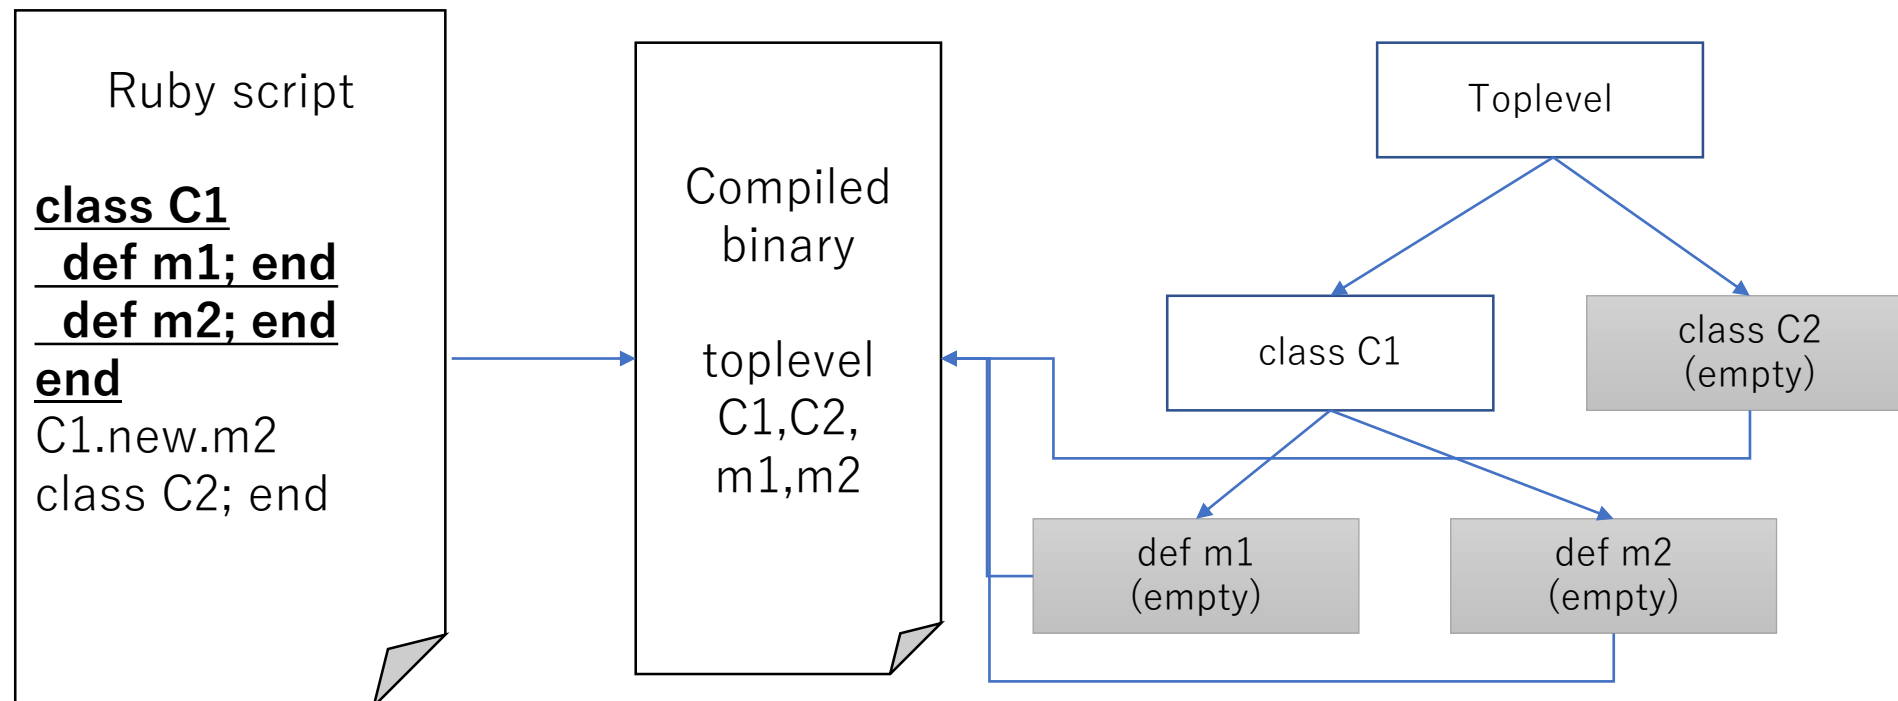 Ruby script
class C1
  def m1; end
  def m2; end
end
C1.new.m2
class C2; end
Compiled
binary
toplevel
C1,C2,
m1,m2
Toplevel
class C1
class C2
(empty)
def m1
(empty)
def m2
(empty)